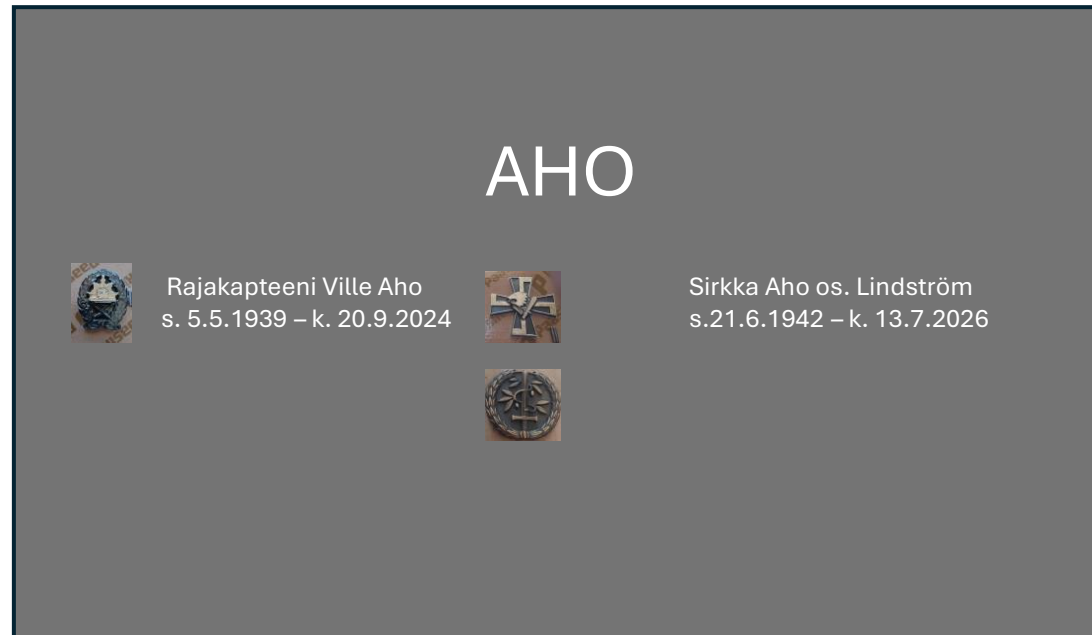 AHO
Rajakapteeni Ville Aho
s. 5.5.1939 – k. 20.9.2024
Sirkka Aho os. Lindström
s.21.6.1942 – k. 13.7.2026